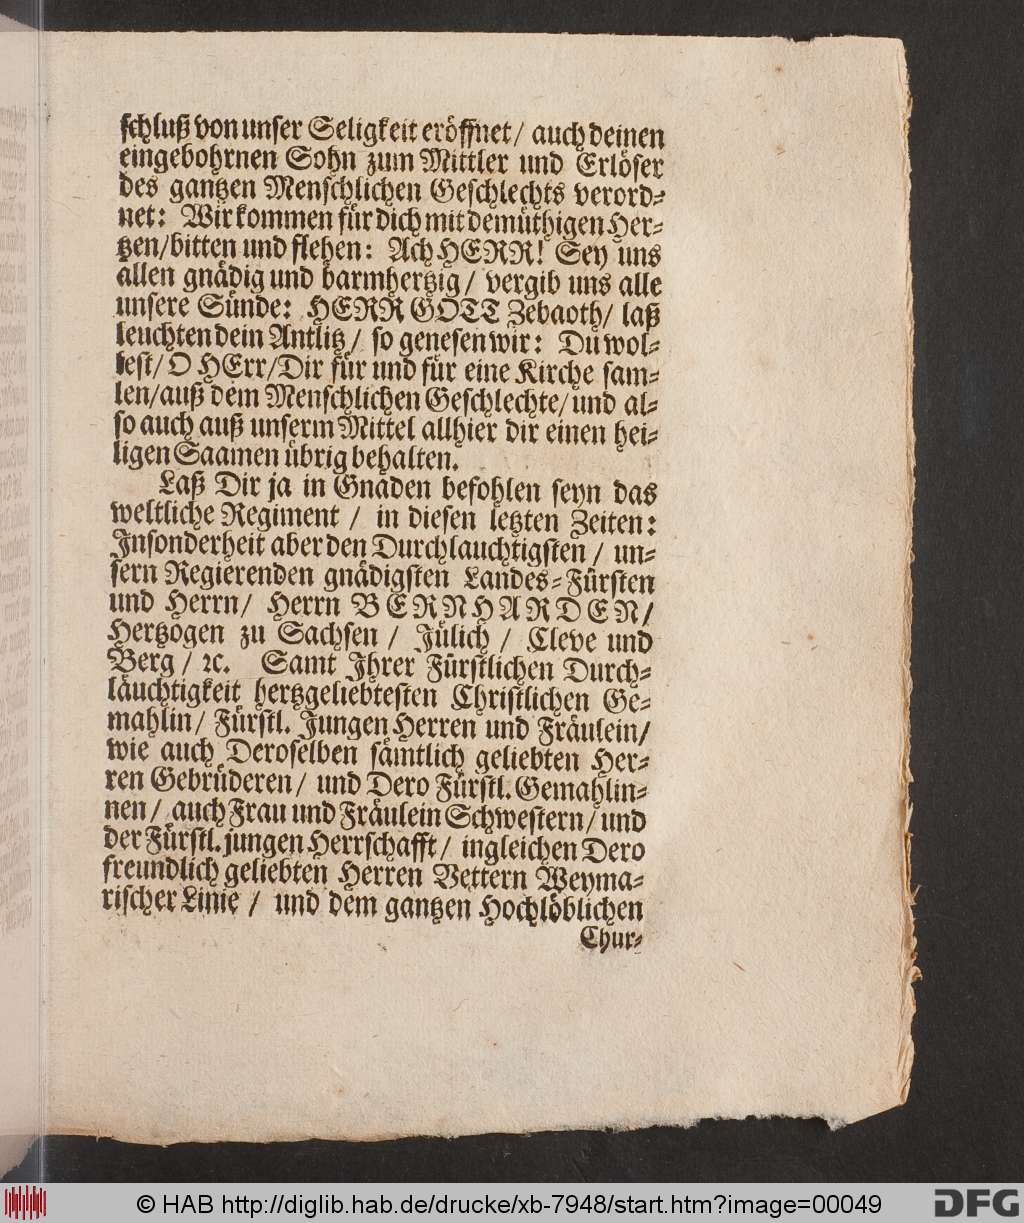 schluß von unser Seligkeit eröffnet/ auch deinen
eingebohrnen Sohn zum Mittler und Erlöser
des gantzen Menschlichen Geschlechts verord-
net: Wir kommen für dich mit demüthigen Her-
tzen/bitten und flehen: Ach HERR! Sey uns
allen gnädig und barmhertzig/ vergib uns alle
unsere Sünde: HERR GOTT Zebaoth/ laß
leuchten dein Antlitz/ so genesen wir: Du wol-
lest/ O HErr/Dir für und für eine Kirche sam-
len/auß dem Menschlichen Geschlechte/und al-
so auch auß unserm Mittel allhier dir einen hei-
ligen Saamen übrig behalten.
Laß Dir ja in Gnaden befohlen seyn das
weltliche Regiment / in diesen letzten Zeiten:
Insonderheit aber den Durchlauchtigsten / un-
sern Regierenden gnädigsten Landes-Fürsten
und Herrn/ Herrn BERNHARDEN/
Hertzogen zu Sachsen / Jülich / Cleve und
Berg / ꝛc. Samt Ihrer Fürstlichen Durch-
läuchtigkeit hertzgeliebtesten Christlichen Ge-
mahlin/ Fürstl. Jungen Herren und Fräulein/
wie auch Deroselben sämtlich geliebten Her-
ren Gebrüderen/ und Dero Fürstl. Gemahlin-
nen/ auch Frau und Fräulein Schwestern/und
der Fürstl. jungen Herrschafft/ ingleichen Dero
freundlich geliebten Herren Vettern Weyma-
rischer Linie / und dem gantzen Hochlöblichen
Chur-
© HAB http://diglib.hab.de/drucke/xb-7948/start.htm?image=00049
DFG